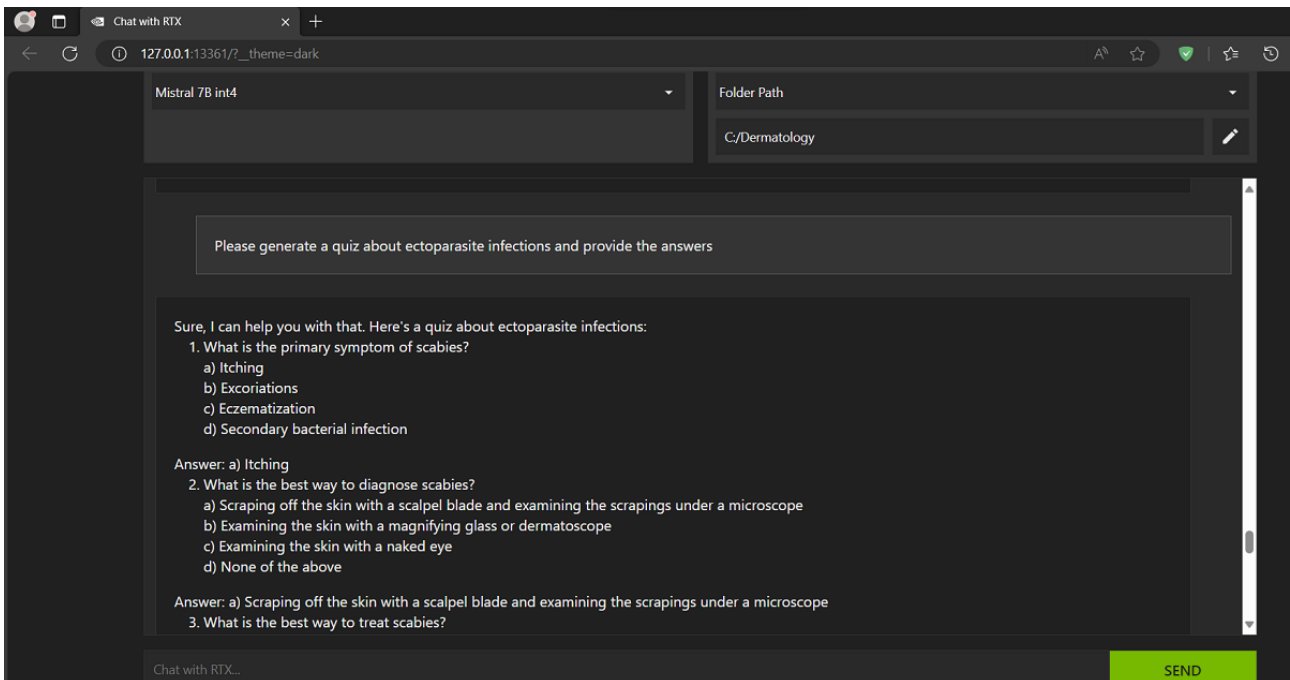 Chat with RTX
127.0.0.1:13361/?__theme=dark
Mistral 7B int4
Folder Path
C:/Dermatology
Please generate a quiz about ectoparasite infections and provide the answers
Sure, I can help you with that. Here's a quiz about ectoparasite infections:
1. What is the primary symptom of scabies?
a) Itching
b) Excoriations
c) Eczematization
d) Secondary bacterial infection
Answer: a) Itching
2. What is the best way to diagnose scabies?
a) Scraping off the skin with a scalpel blade and examining the scrapings under a microscope
b) Examining the skin with a magnifying glass or dermatoscope
c) Examining the skin with a naked eye
d) None of the above
Answer: a) Scraping off the skin with a scalpel blade and examining the scrapings under a microscope
3. What is the best way to treat scabies?
Chat with RTX...
SEND